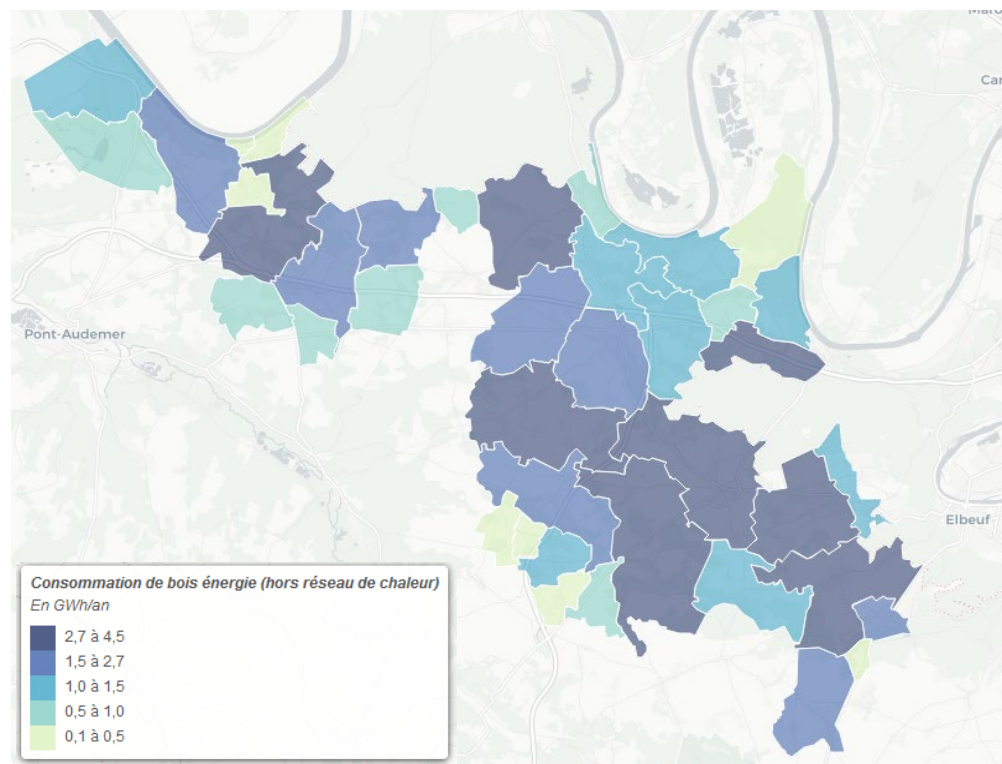 Pont-Audemer
Elbeuf
Consommation de bois énergie (hors réseau de chaleur)
En GWh/an
2,7 à 4,5
1,5 à 2,7
1,0 à 1,5
0,5 à 1,0
0,1 à 0,5